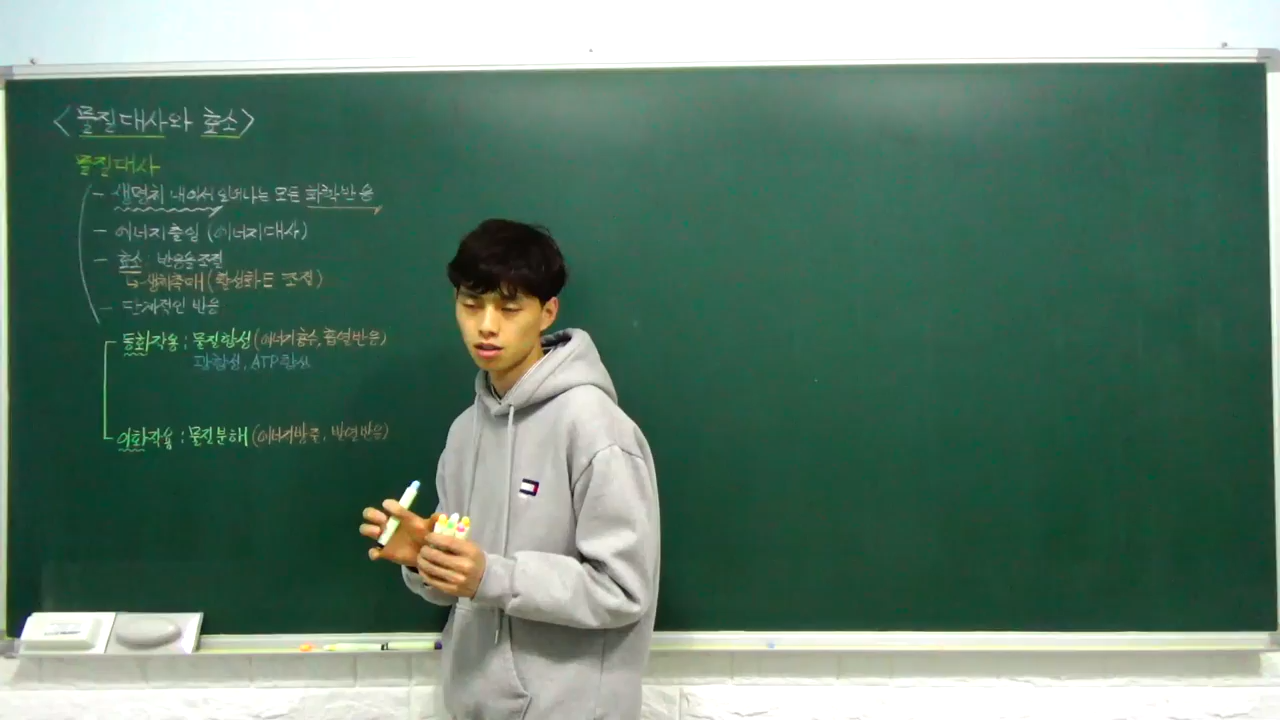 <물질대사와 효소>
물질대사
- 생명체 내에서 일어나는 모든 화학반응
- 에너지출입 (에너지대사)
- 효소 : 반응속도조절
↳ 생체촉매 (활성화E 조절)
- 단계적인 반응
동화작용 : 물질합성 (에너지흡수, 흡열반응)
광합성, ATP합성
이화작용 : 물질분해 (에너지방출, 발열반응)